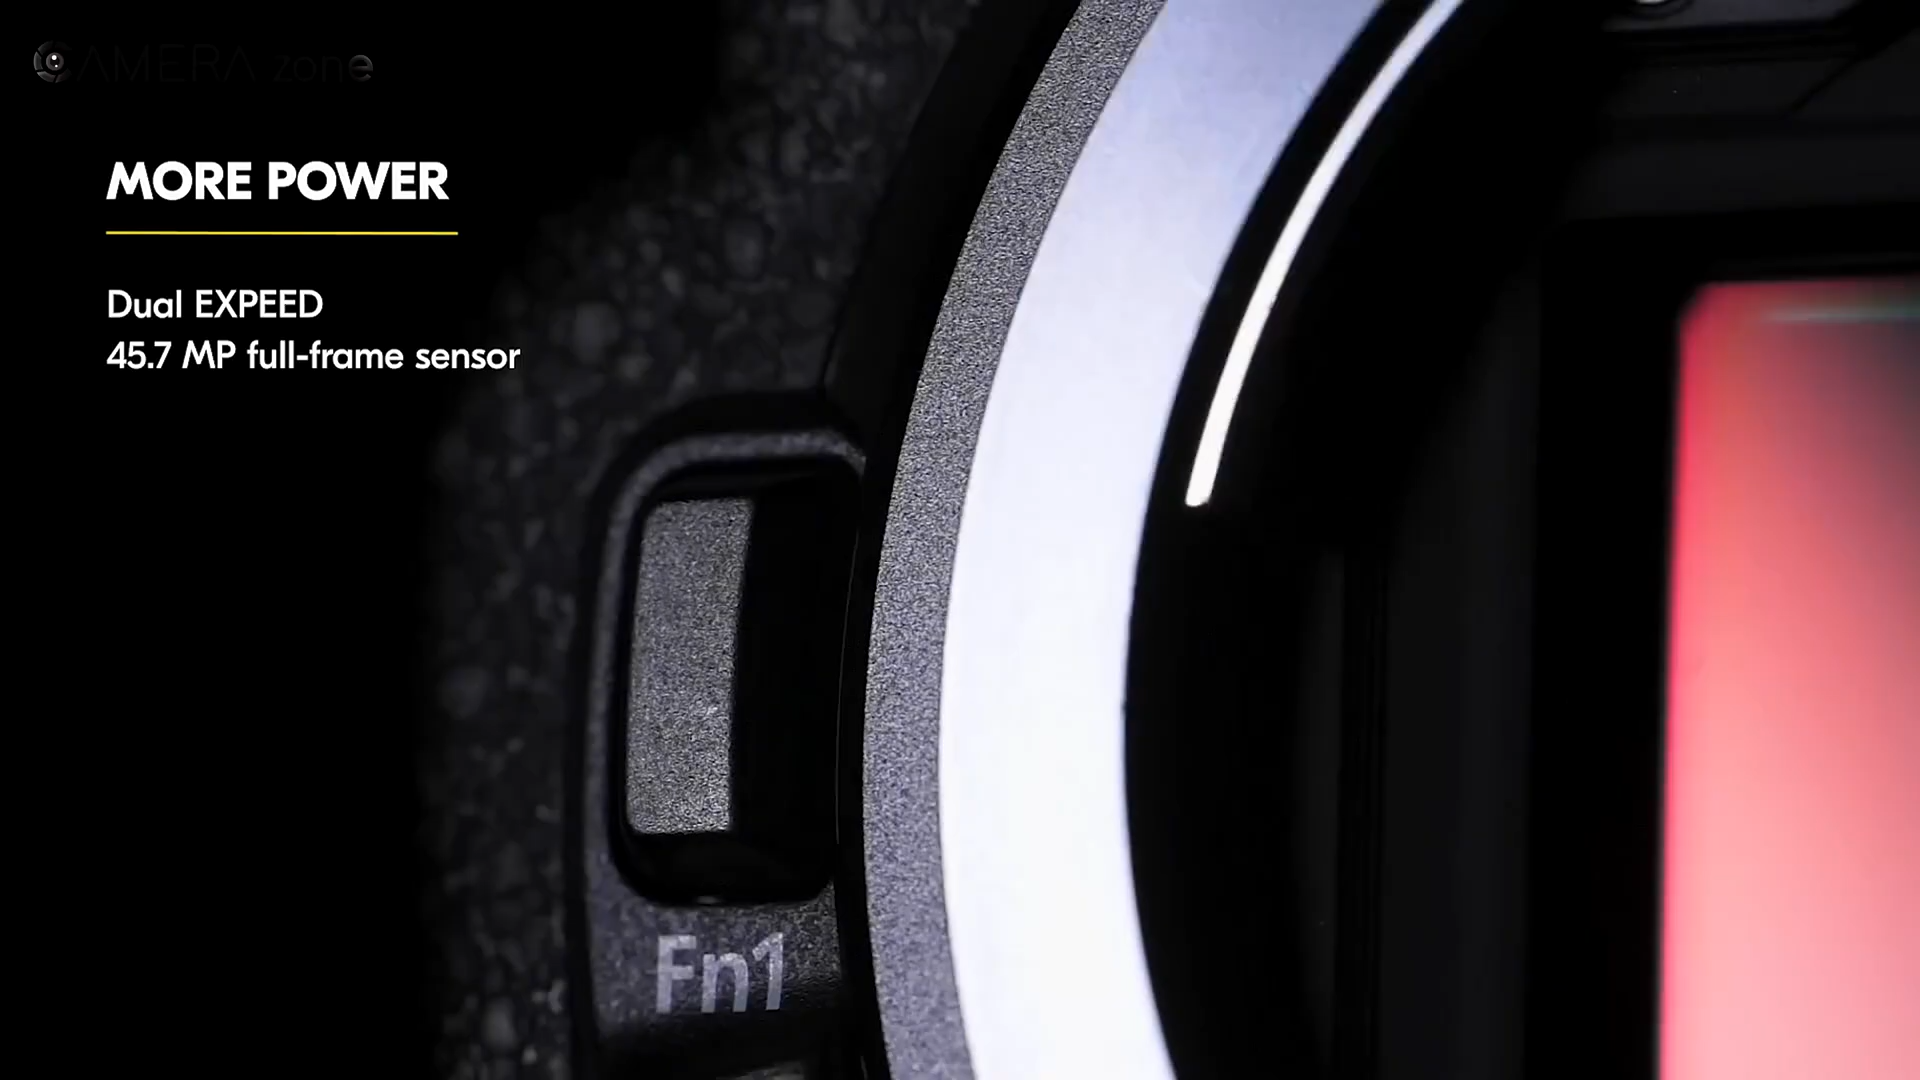 CAMERA zone
MORE POWER
Dual EXPEED
45.7 MP full-frame sensor
Fn1